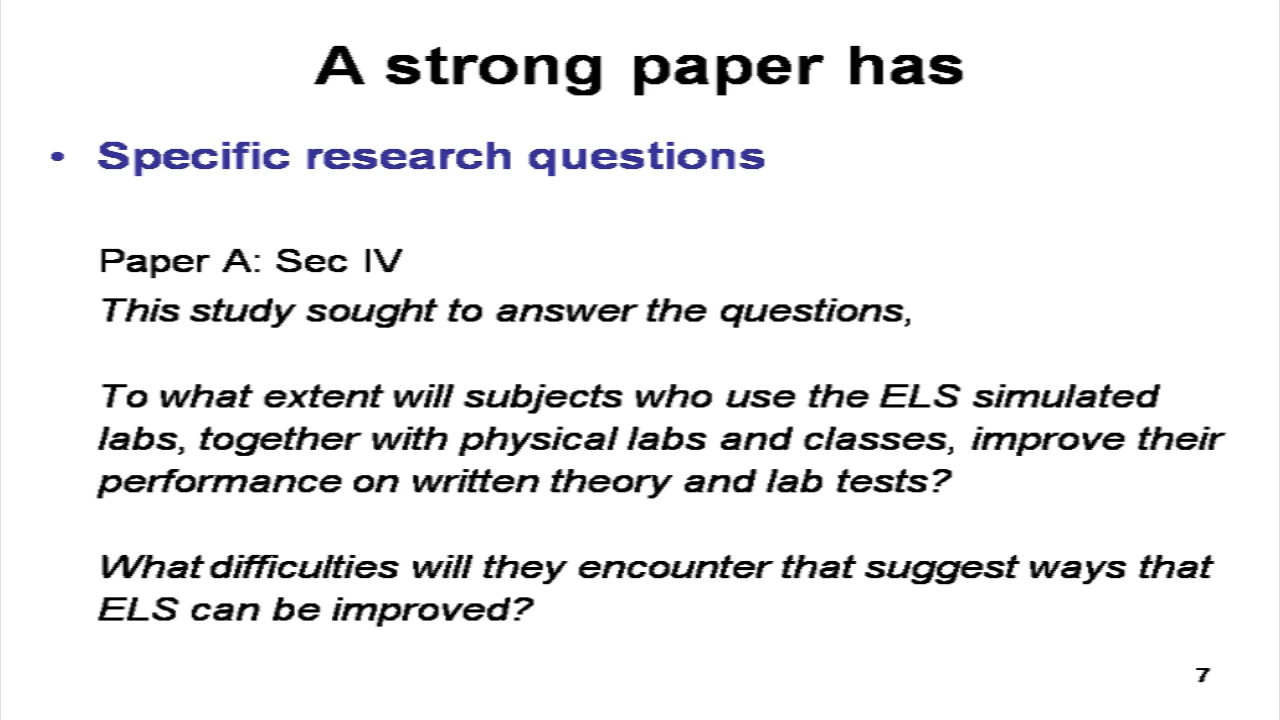 A strong paper has
• Specific research questions
Paper A: Sec IV
This study sought to answer the questions,
To what extent will subjects who use the ELS simulated
labs, together with physical labs and classes, improve their
performance on written theory and lab tests?
What difficulties will they encounter that suggest ways that
ELS can be improved?
7